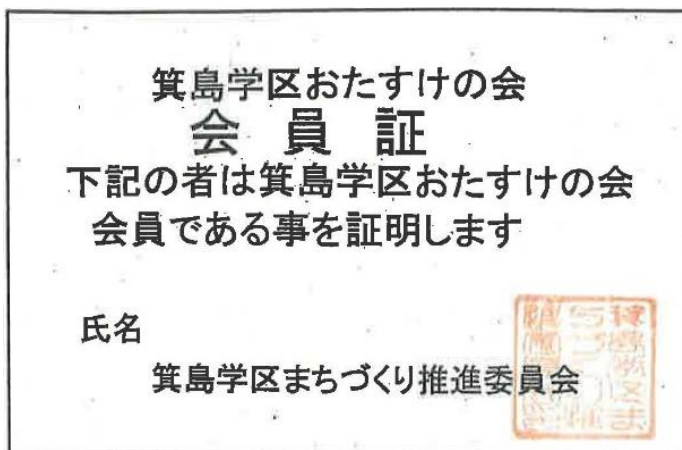 箕島学区おたすけの会
会員証
下記の者は箕島学区おたすけの会
会員である事を証明します
氏名
箕島学区まちづくり推進委員会